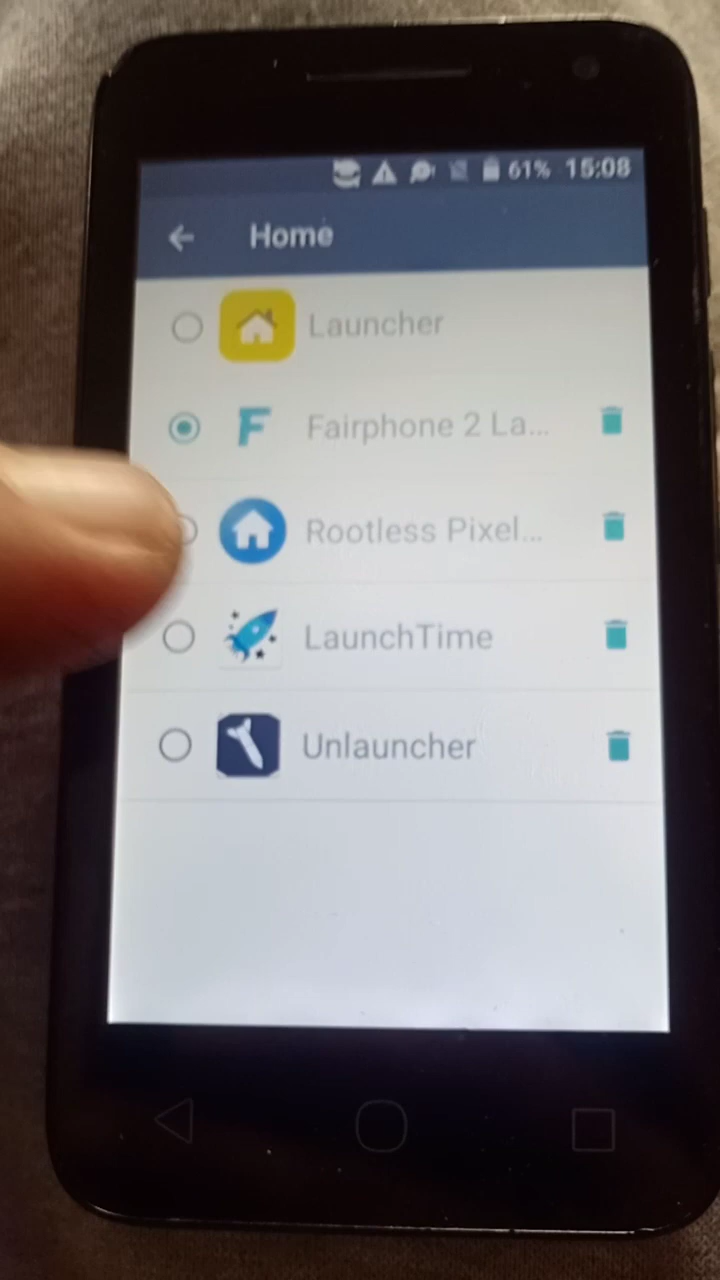 61% 15:08
Home
Launcher
F Fairphone 2 La...
Rootless Pixel...
LaunchTime
Unlauncher